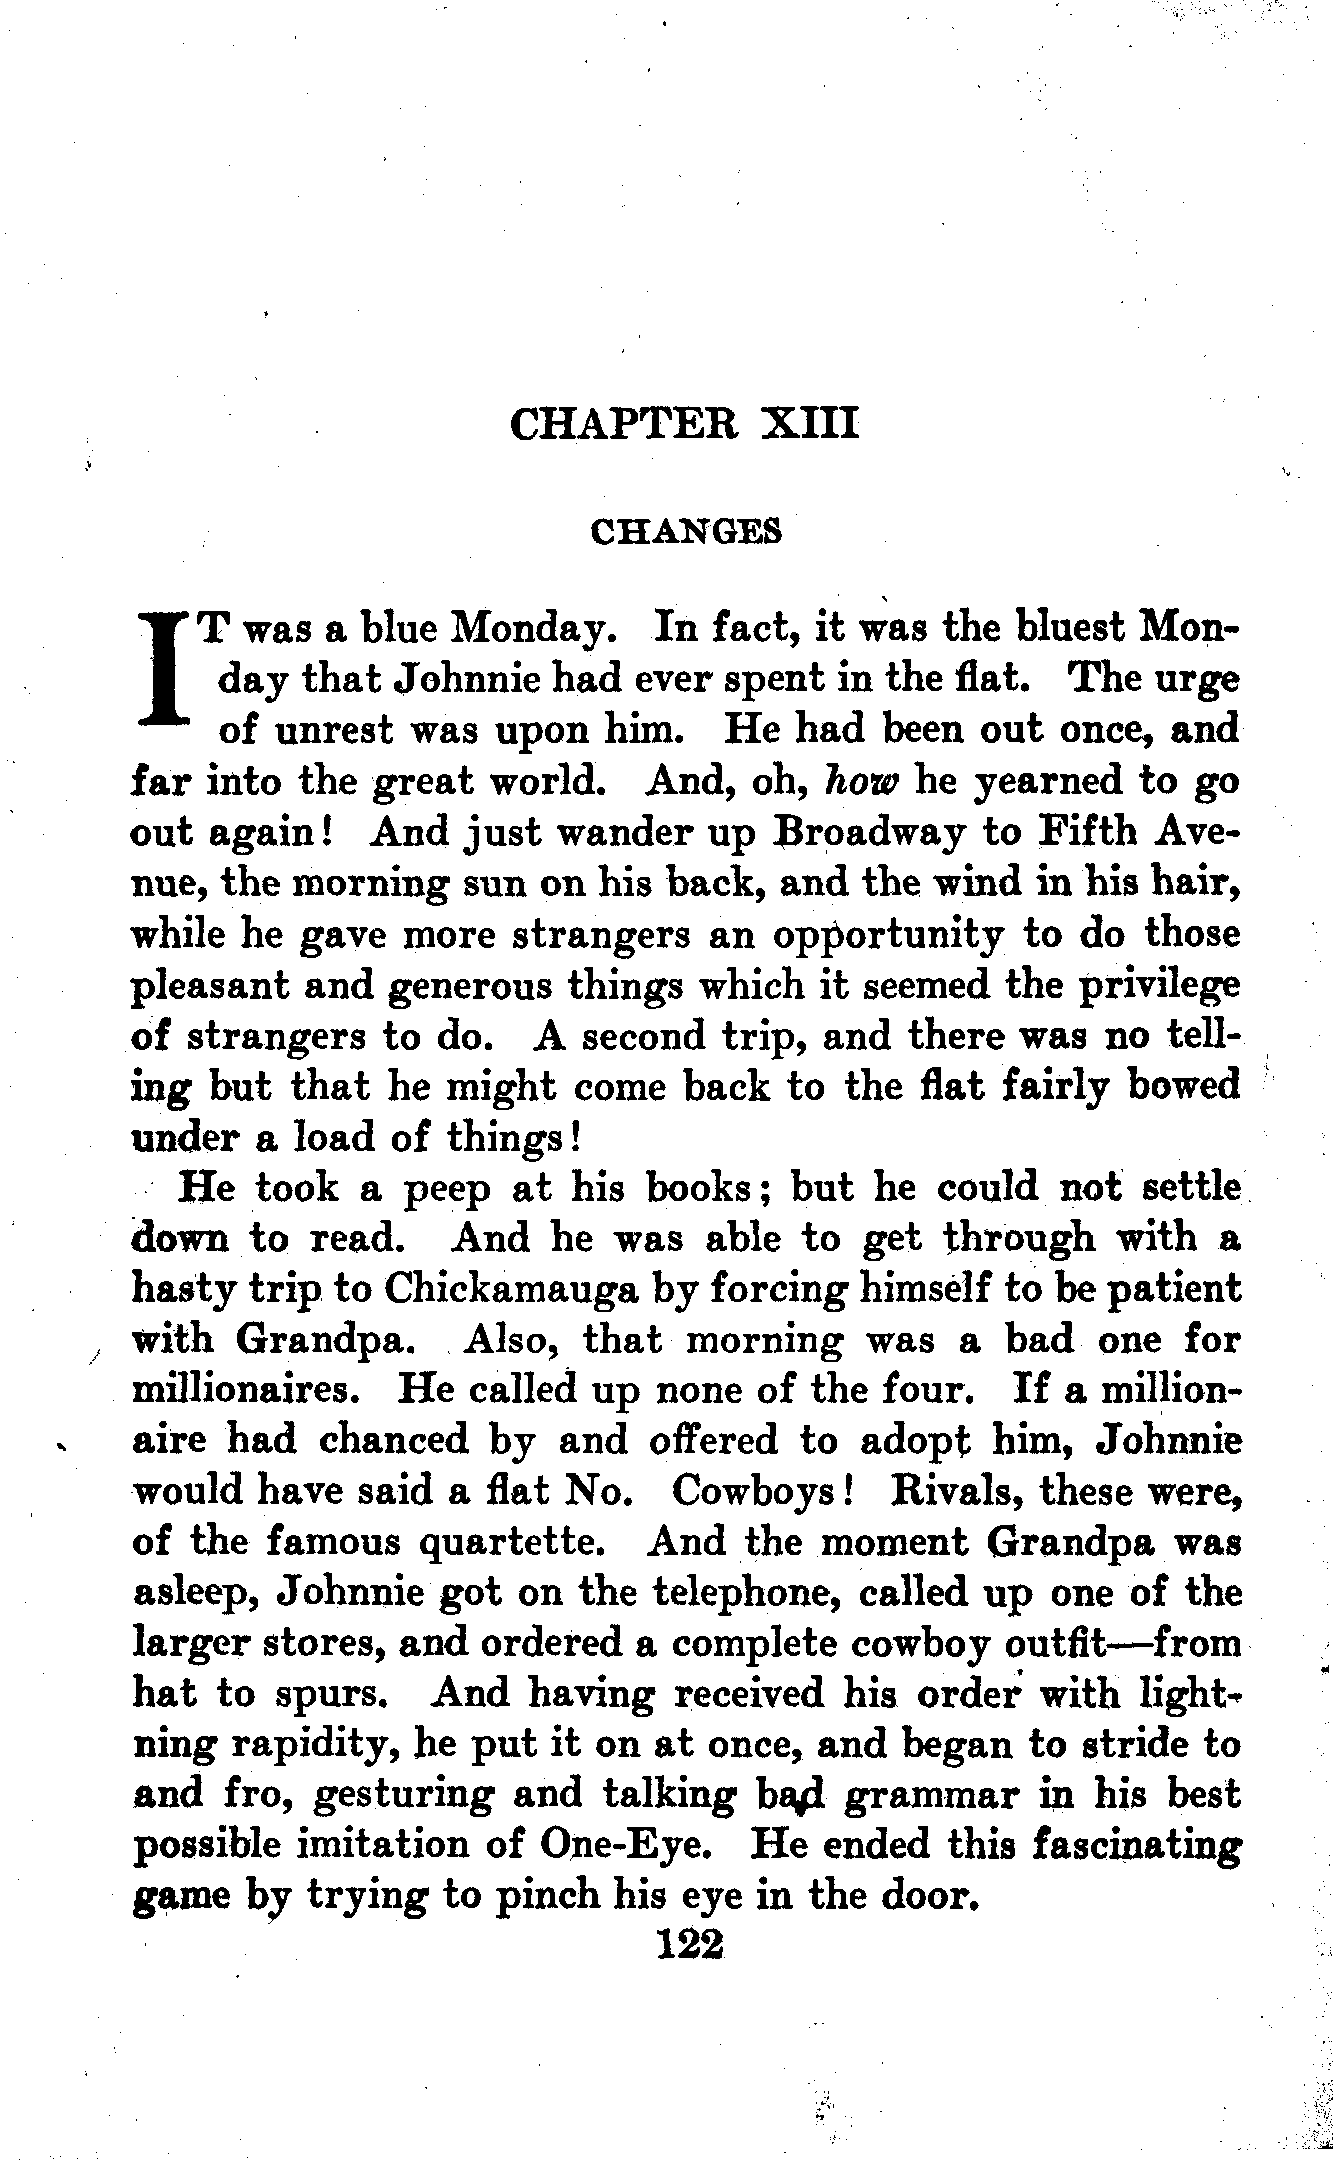 CHAPTER XIII
CHANGES
IT was a blue Monday. In fact, it was the bluest Mon-
day that Johnnie had ever spent in the flat. The urge
of unrest was upon him. He had been out once, and
far into the great world. And, oh, how he yearned to go
out again! And just wander up Broadway to Fifth Ave-
nue, the morning sun on his back, and the wind in his hair,
while he gave more strangers an opportunity to do those
pleasant and generous things which it seemed the privilege
of strangers to do. A second trip, and there was no tell-
ing but that he might come back to the flat fairly bowed
under a load of things!
He took a peep at his books; but he could not settle
down to read. And he was able to get through with a
hasty trip to Chickamauga by forcing himself to be patient
with Grandpa. Also, that morning was a bad one for
millionaires. He called up none of the four. If a million-
aire had chanced by and offered to adopt him, Johnnie
would have said a flat No. Cowboys! Rivals, these were,
of the famous quartette. And the moment Grandpa was
asleep, Johnnie got on the telephone, called up one of the
larger stores, and ordered a complete cowboy outfit—from
hat to spurs. And having received his order with light-
ning rapidity, he put it on at once, and began to stride to
and fro, gesturing and talking bad grammar in his best
possible imitation of One-Eye. He ended this fascinating
game by trying to pinch his eye in the door.
122